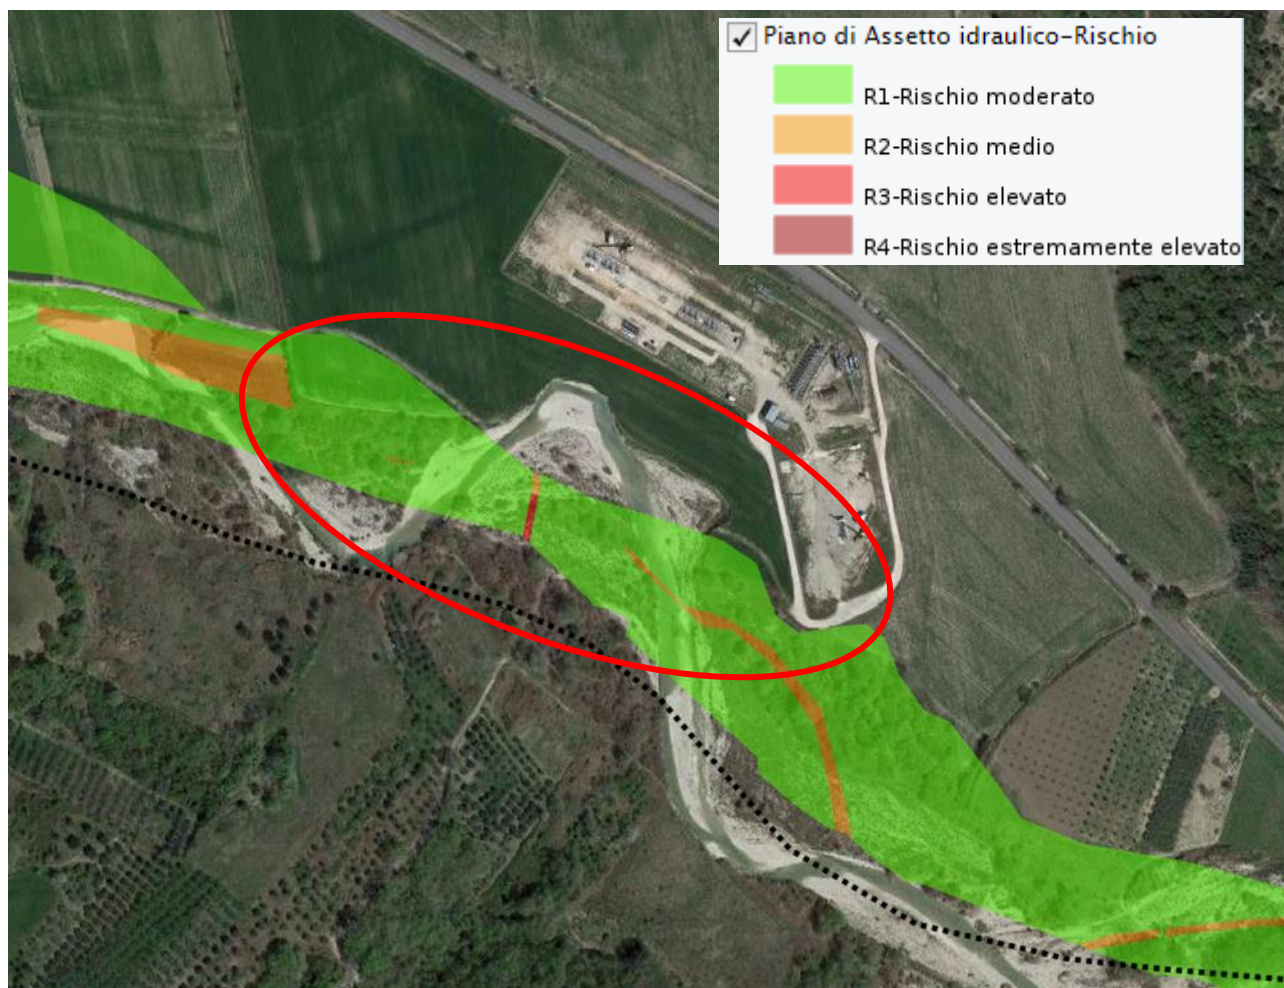 Piano di Assetto idraulico-Rischio
R1-Rischio moderato
R2-Rischio medio
R3-Rischio elevato
R4-Rischio estremamente elevato